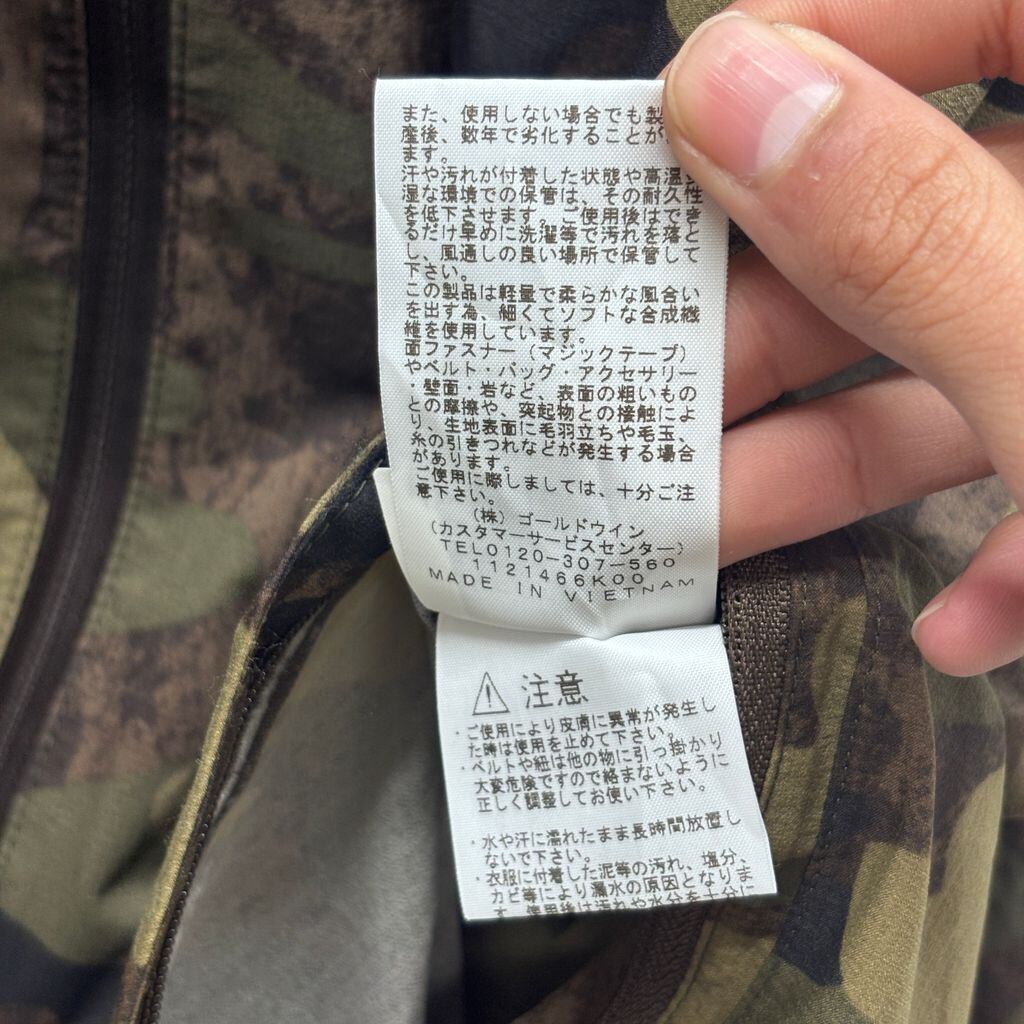 また、使用しない場合でも製
産後、数年で劣化することが
ます。
汗や汚れが付着した状態や高温
湿な環境での保管は、その耐久性
を低下させます。ご使用後はでき
るだけ早めに洗濯等で汚れを落と
し、風通しの良い場所で保管して
下さい。
この製品は軽量で柔らかな風合い
を出す為、細くてソフトな合成繊
維を使用しています。
面ファスナー(マジックテープ)
やベルト・バッグ・アクセサリー
・壁面・岩など、表面の粗いもの
との摩擦や、突起物との接触によ
り、生地表面に毛羽立ちや毛玉、
糸の引きつれなどが発生する場合
があります。
ご使用に際しましては、十分ご注
意下さい。
(株)ゴールドウイン
(カスタマーサービスセンター)
TEL0120-307-560
1121466K00
MADE IN VIETNAM
注意
・ご使用により皮膚に異常が発生し
た時は使用を止めて下さい。
・ベルトや紐は他の物に引っ掛かり
大変危険ですので絡まないように
正しく調整してお使い下さい。
・水や汗に濡れたまま長時間放置し
ないで下さい。
・衣服に付着した泥等の汚れ、塩分、
カビ等により漏水の原因となりま
す。使用後は汚れや水分を十分に